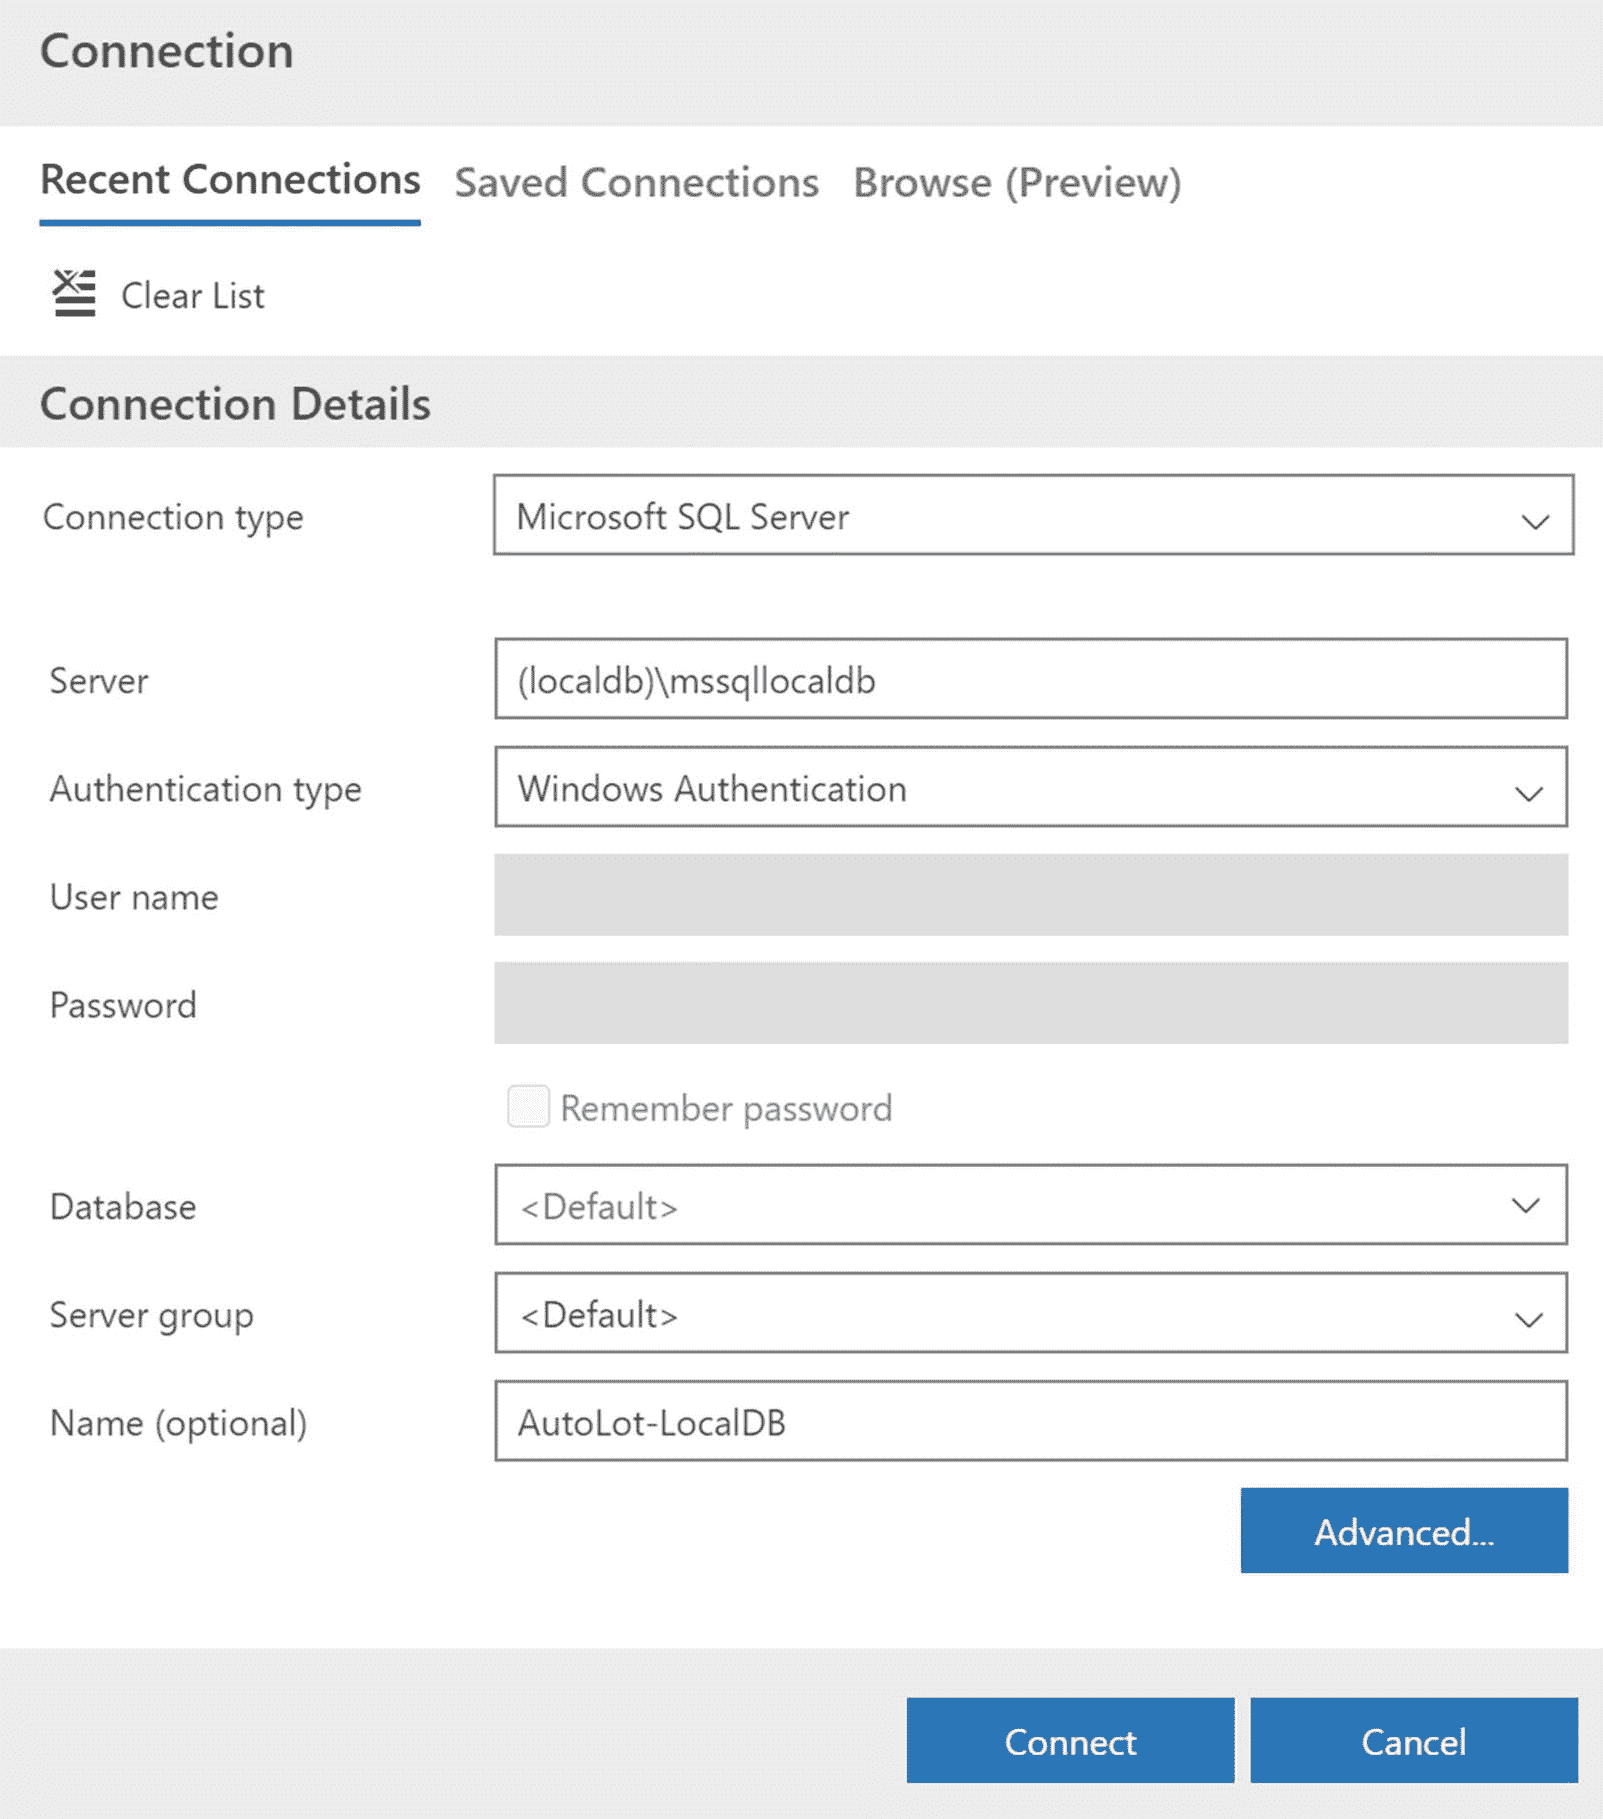 Connection
Recent Connections Saved Connections Browse (Preview)
Clear List
Connection Details
Connection type Microsoft SQL Server
Server (localdb)\mssqllocaldb
Authentication type Windows Authentication
User name
Password
Remember password
Database <Default>
Server group <Default>
Name (optional) AutoLot-LocalDB
Advanced...
Connect Cancel